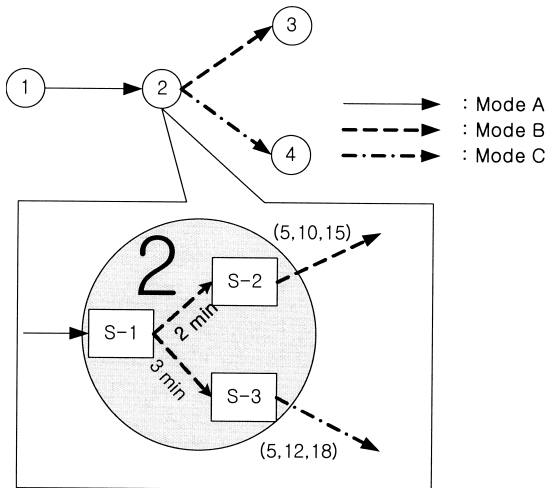 3
1
2
4
: Mode A
: Mode B
: Mode C
2
(5,10,15)
S-2
S-1
2 min
3 min
S-3
(5,12,18)